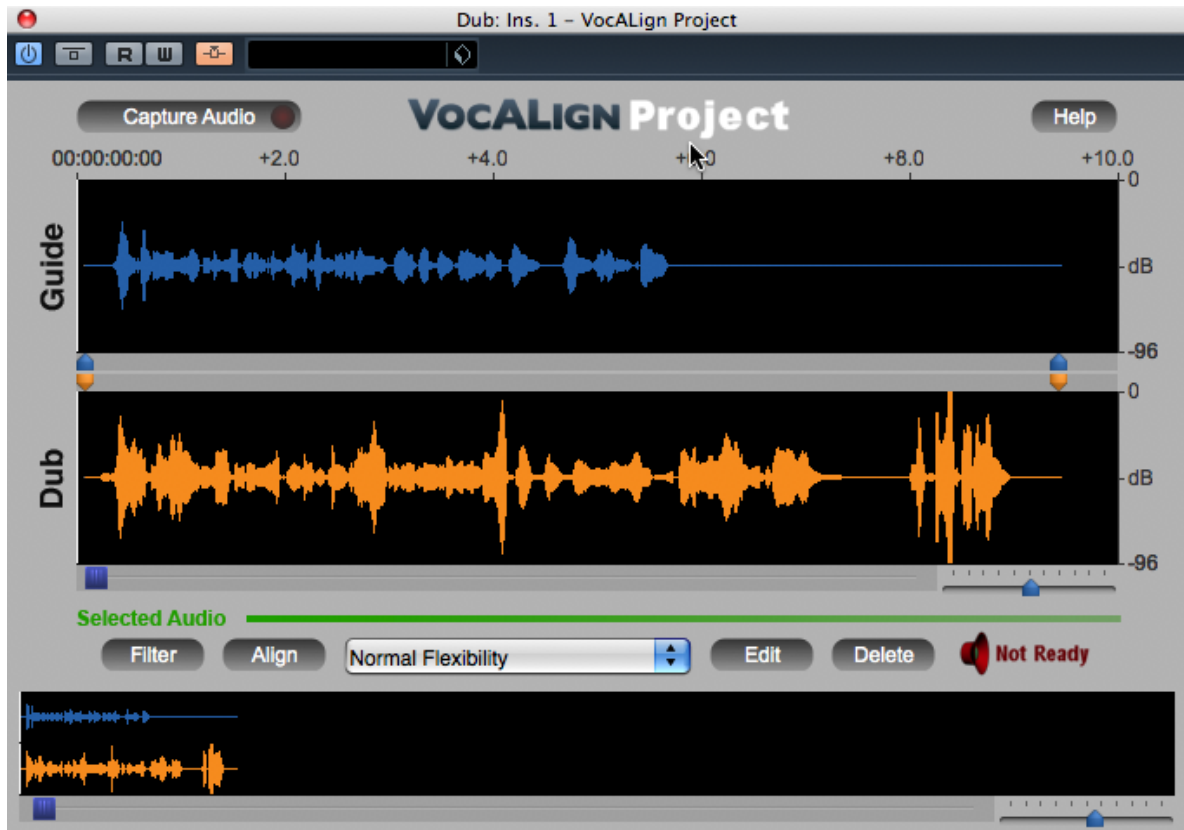 Dub: Ins. 1 – VocALign Project
R W
Capture Audio VOCALIGN Project Help
00:00:00:00 +2.0 +4.0 +8.0 +10.0
Guide
0
dB
-96
Dub
0
dB
-96
Selected Audio
Filter Align Normal Flexibility Edit Delete Not Ready